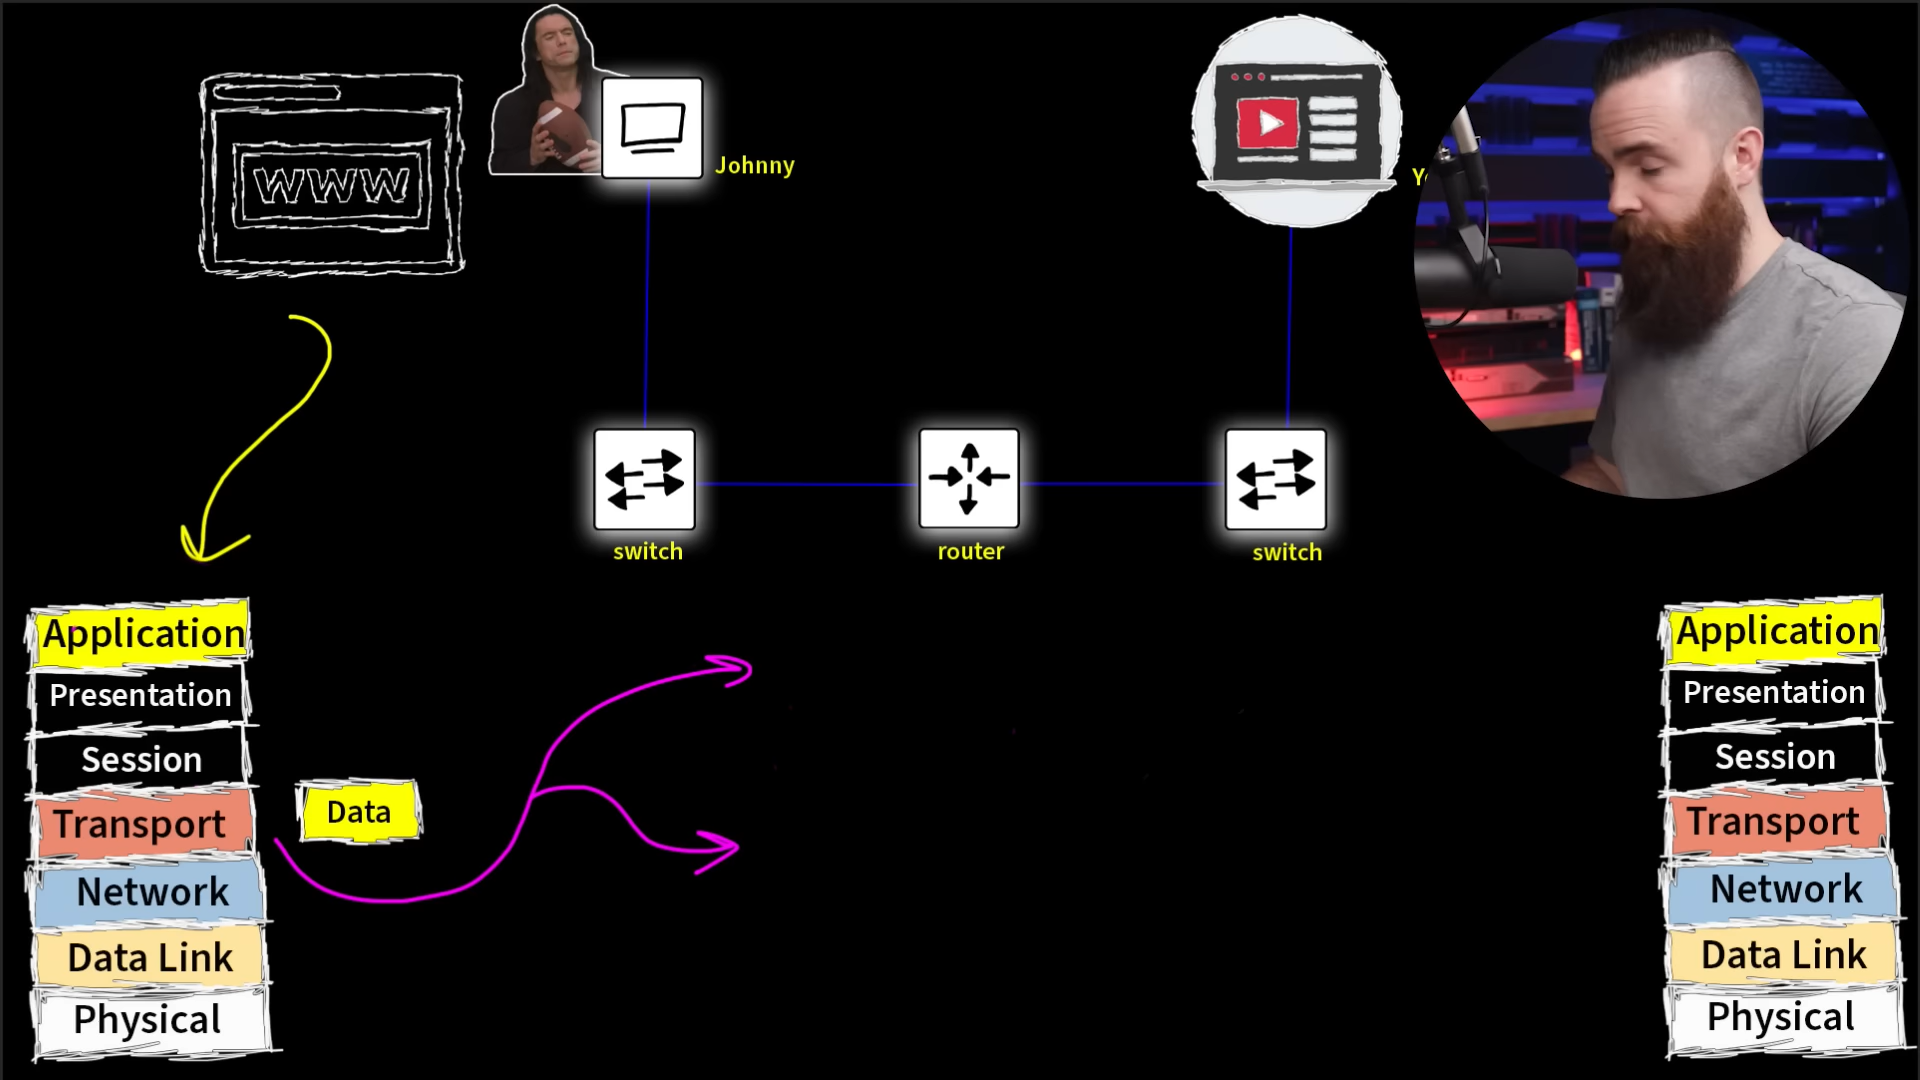 WWW
Johnny
switch
router
switch
Application
Presentation
Session
Transport
Network
Data Link
Physical
Data
Application
Presentation
Session
Transport
Network
Data Link
Physical